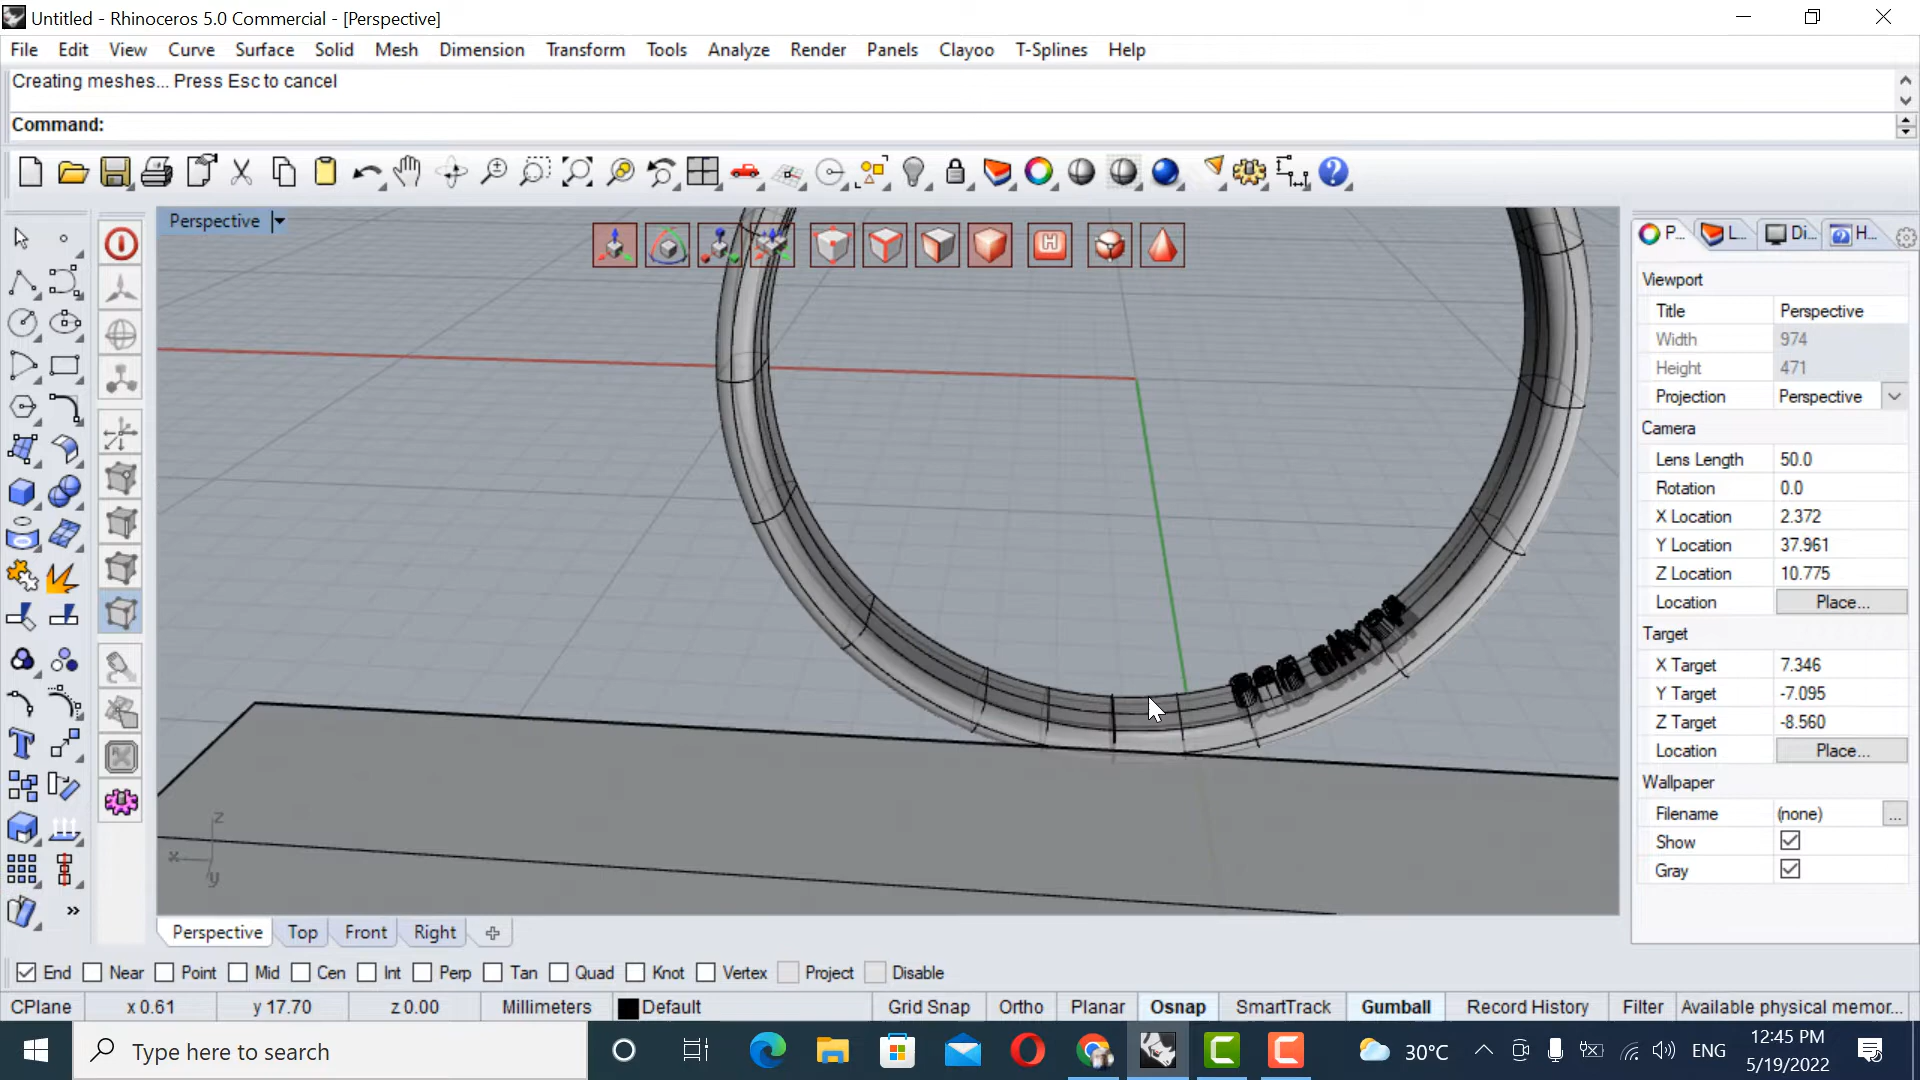 Untitled - Rhinoceros 5.0 Commercial - [Perspective]
File Edit View Curve Surface Solid Mesh Dimension Transform Tools Analyze Render Panels Clayoo T-Splines Help
Creating meshes... Press Esc to cancel
Command:
Perspective
P... L... Di... H...
Viewport
Title Perspective
Width 974
Height 471
Projection Perspective
Camera
Lens Length 50.0
Rotation 0.0
X Location 2.372
Y Location 37.961
Z Location 10.775
Location Place...
Target
X Target 7.346
Y Target -7.095
Z Target -8.560
Location Place...
Wallpaper
Filename (none) ...
Show
Gray
z
x
y
Perspective Top Front Right
End Near Point Mid Cen Int Perp Tan Quad Knot Vertex Project Disable
CPlane x 0.61 y 17.70 z 0.00 Millimeters Default Grid Snap Ortho Planar Osnap SmartTrack Gumball Record History Filter Available physical memor...
Type here to search
30°C ENG 12:45 PM
5/19/2022